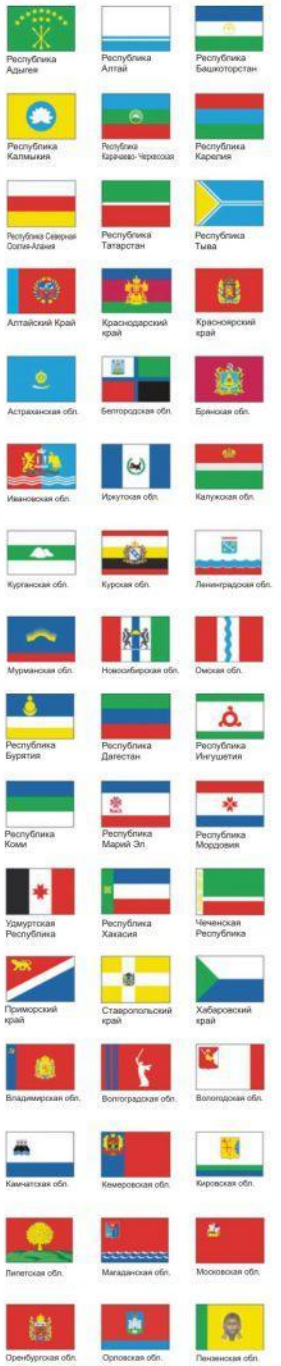 Республика
Адыгея
Республика
Алтай
Республика
Башкоторстан
Республика
Калмыкия
Республика
Карачаево- Черкесская
Республика
Карелия
Республика Северная
Осетия-Алания
Республика
Татарстан
Республика
Тыва
Алтайский Край
Краснодарский
край
Красноярский
край
Астраханская обл.
Белгородская обл.
Брянская обл.
Ивановская обл.
Иркутская обл.
Калужская обл.
Курганская обл.
Курская обл.
Ленинградская обл.
Мурманская обл.
Новосибирская обл.
Омская обл.
Республика
Бурятия
Республика
Дагестан
Республика
Ингушетия
Республика
Коми
Республика
Марий Эл
Республика
Мордовия
Удмуртская
Республика
Республика
Хакасия
Чеченская
Республика
Приморский
край
Ставропольский
край
Хабаровский
край
Владимирская обл.
Волгоградская обл.
Вологодская обл.
Камчатская обл.
Кемеровская обл.
Кировская обл.
Липетская обл.
Магаданская обл.
Московская обл.
Оренбургская обл.
Орловская обл.
Пензенская обл.